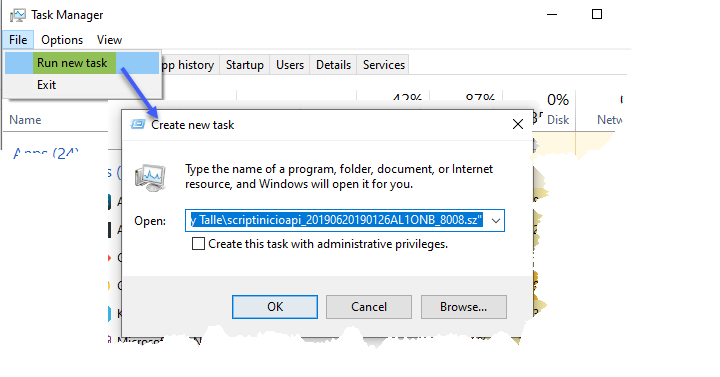 Task Manager
File Options View
Run new task
Exit
pp history Startup Users Details Services
42% 87% 0%
Name Disk Netw
Apps (24)
Create new task
Type the name of a program, folder, document, or Internet
resource, and Windows will open it for you.
Open: y Talle\scriptinicioapi_20190620190126AL1ONB_8008.sz"
Create this task with administrative privileges.
OK Cancel Browse...